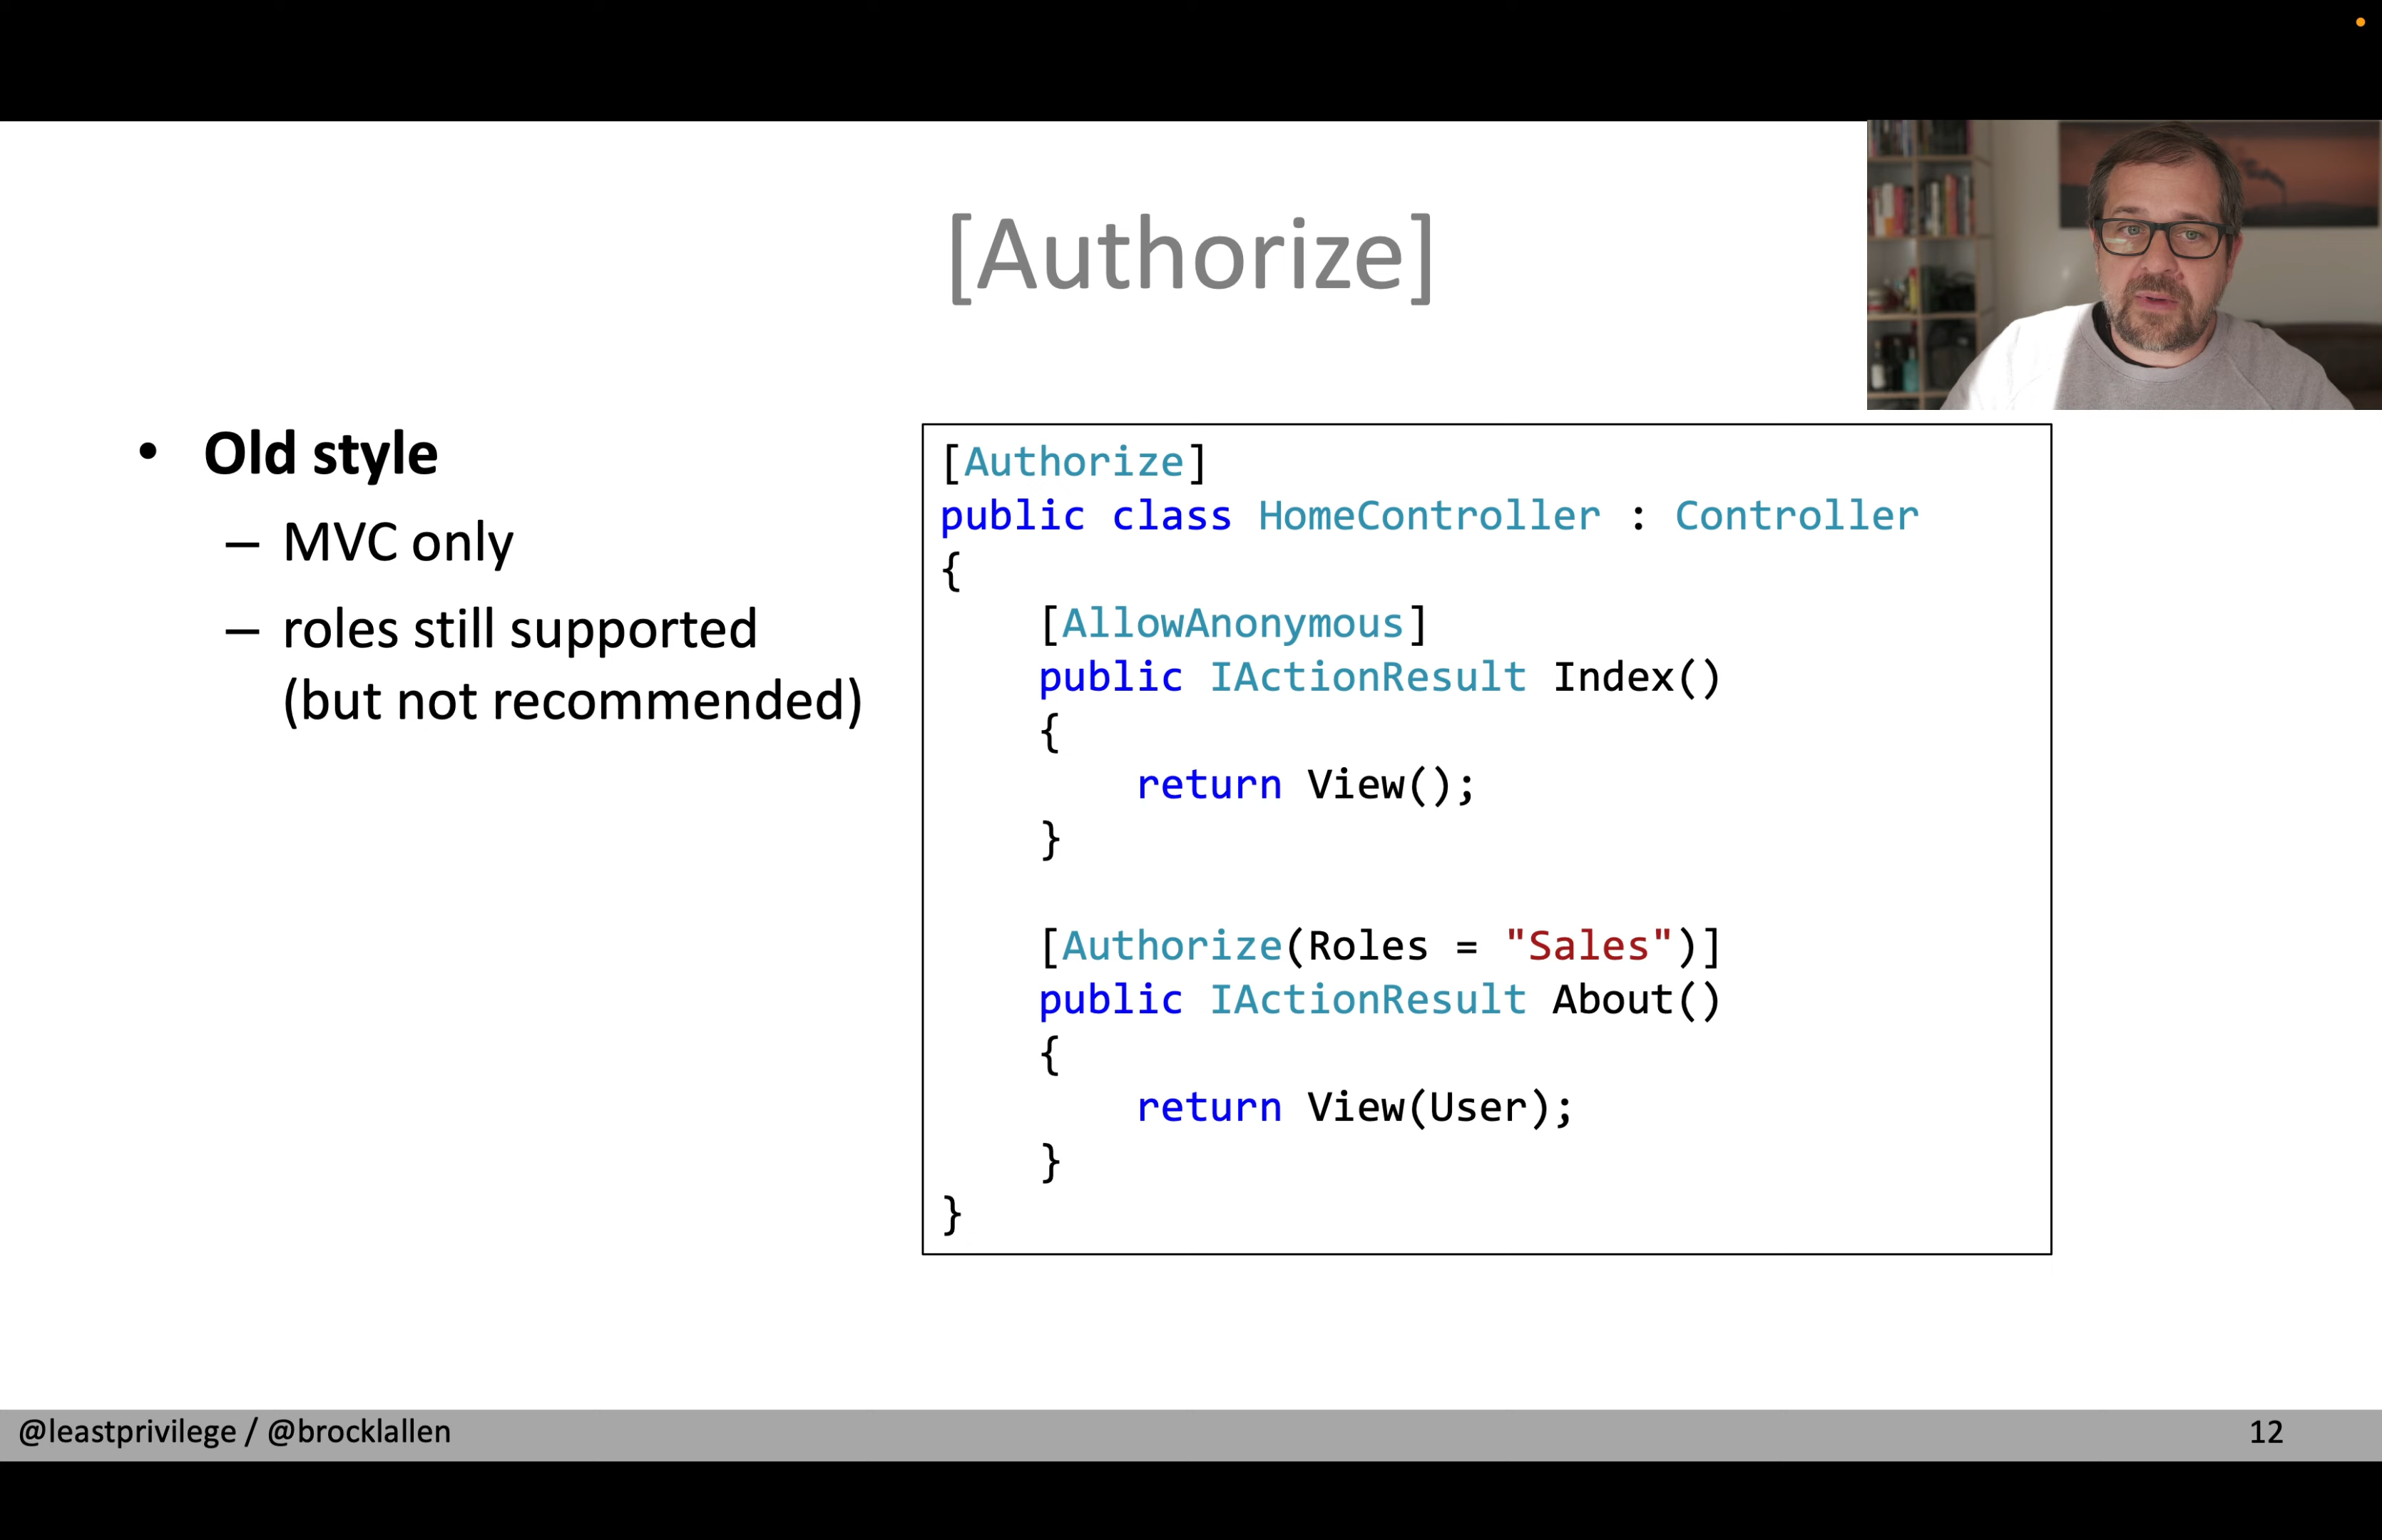 [Authorize]
• Old style
– MVC only
– roles still supported
(but not recommended)
[Authorize]
public class HomeController : Controller
{
    [AllowAnonymous]
    public IActionResult Index()
    {
        return View();
    }

    [Authorize(Roles = "Sales")]
    public IActionResult About()
    {
        return View(User);
    }
}
@leastprivilege / @brocklallen
12